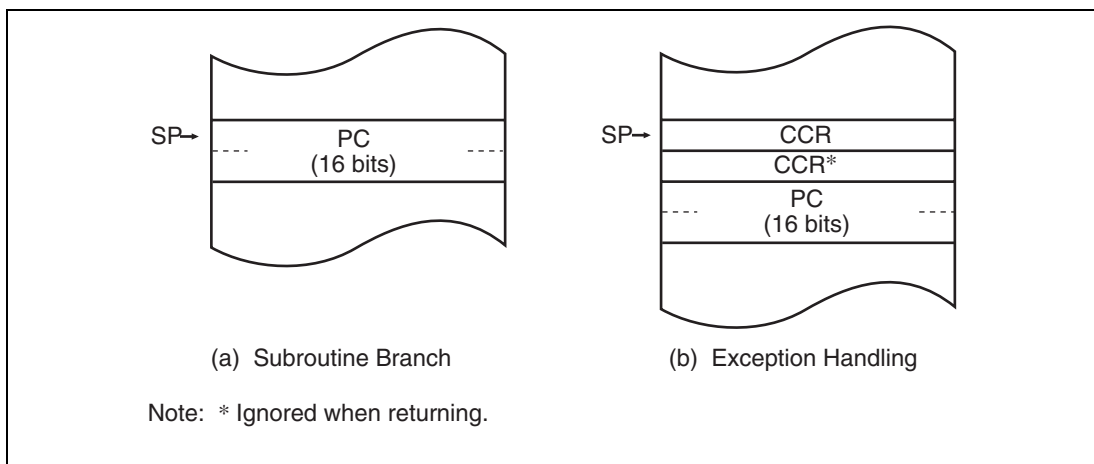 SP→
PC
(16 bits)
(a) Subroutine Branch
SP→
CCR
CCR*
PC
(16 bits)
(b) Exception Handling
Note: * Ignored when returning.